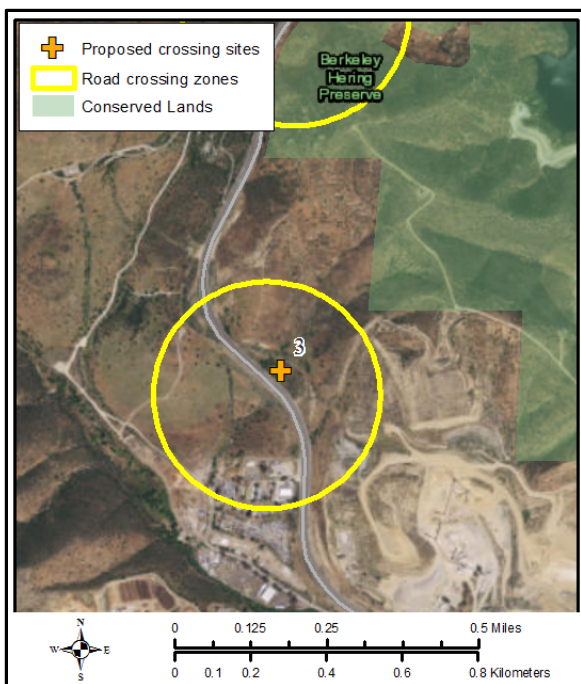 Proposed crossing sites
Road crossing zones
Conserved Lands
Berkeley
Hering
Preserve
3
N
W E
S
0 0.125 0.25 0.5 Miles
0 0.1 0.2 0.4 0.6 0.8 Kilometers